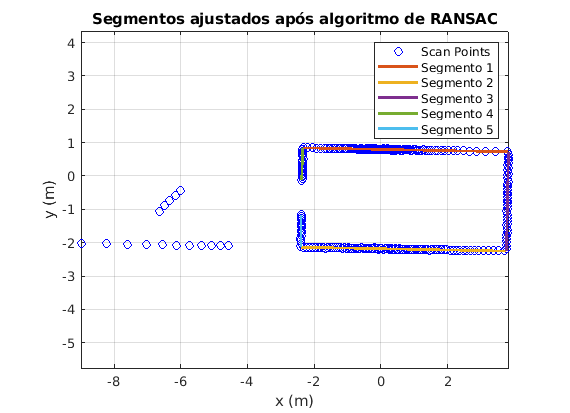 Segmentos ajustados após algoritmo de RANSAC
Scan Points
Segmento 1
Segmento 2
Segmento 3
Segmento 4
Segmento 5
4
3
2
1
0
-1
-2
-3
-4
-5
y (m)
-8
-6
-4
-2
0
2
x (m)